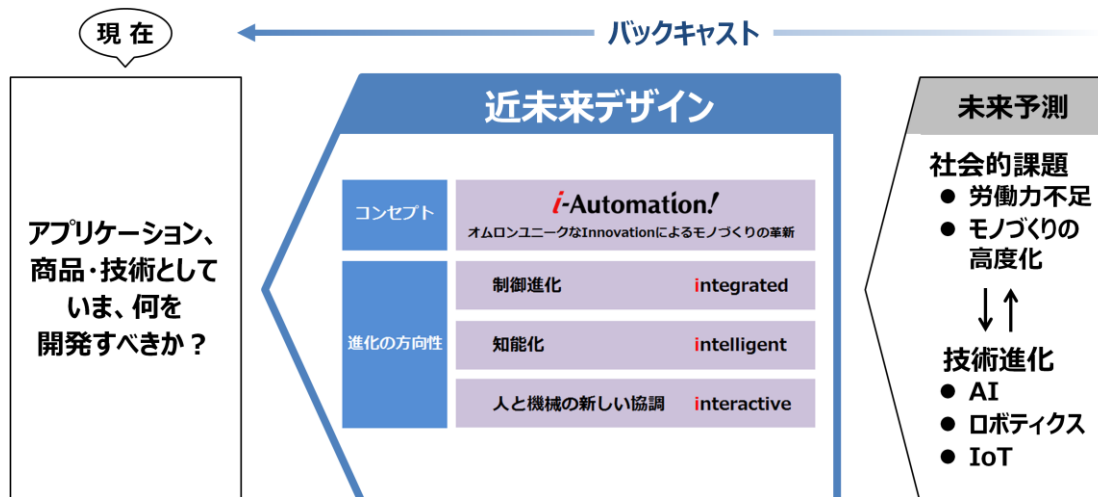 現 在
バックキャスト
アプリケーション、
商品・技術として
いま、何を
開発すべきか？
近未来デザイン
コンセプト
i-Automation!
オムロンユニークなInnovationによるモノづくりの革新
進化の方向性
制御進化 integrated
知能化 intelligent
人と機械の新しい協調 interactive
未来予測
社会的課題
● 労働力不足
● モノづくりの
高度化
技術進化
● AI
● ロボティクス
● IoT